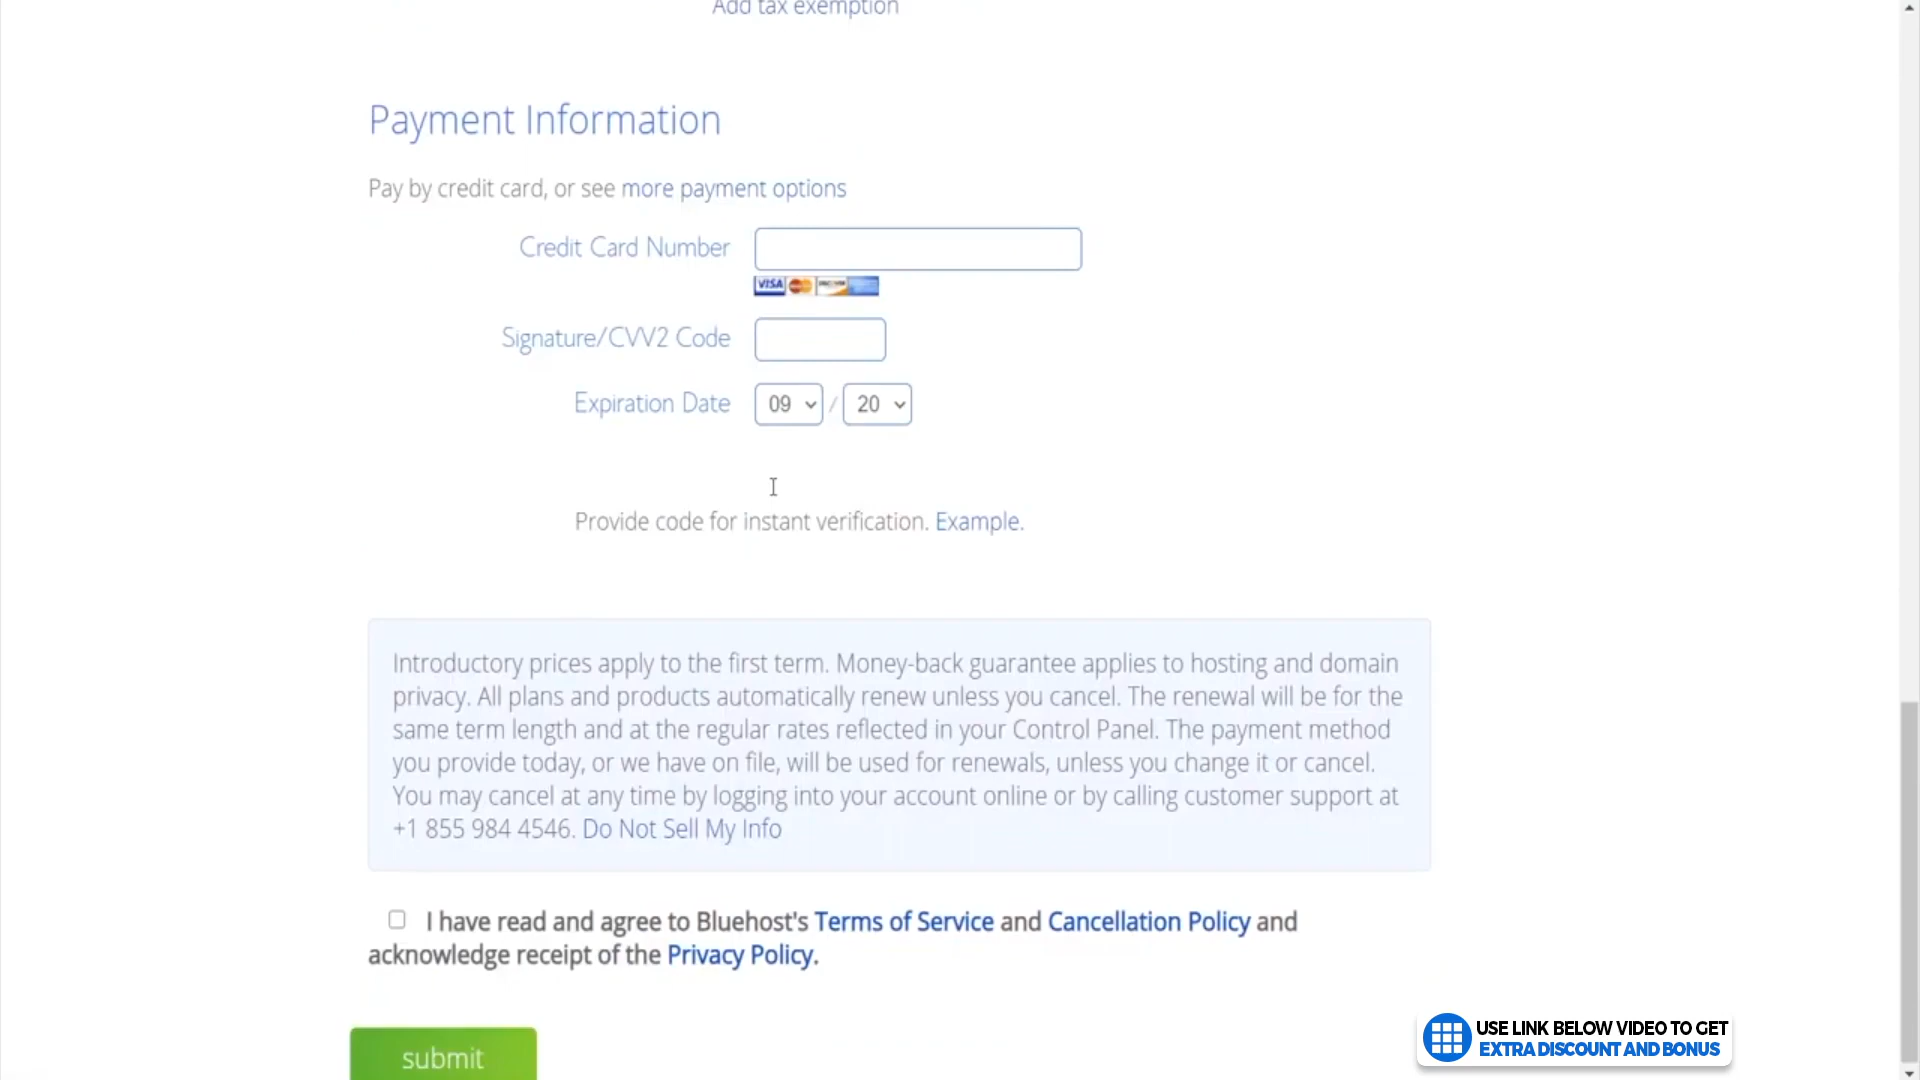 Add tax exemption
Payment Information
Pay by credit card, or see more payment options
Credit Card Number
VISA
DISCOVER
Signature/CVV2 Code
Expiration Date 09 / 20
Provide code for instant verification. Example.
Introductory prices apply to the first term. Money-back guarantee applies to hosting and domain
privacy. All plans and products automatically renew unless you cancel. The renewal will be for the
same term length and at the regular rates reflected in your Control Panel. The payment method
you provide today, or we have on file, will be used for renewals, unless you change it or cancel.
You may cancel at any time by logging into your account online or by calling customer support at
+1 855 984 4546. Do Not Sell My Info
I have read and agree to Bluehost's Terms of Service and Cancellation Policy and
acknowledge receipt of the Privacy Policy.
submit
USE LINK BELOW VIDEO TO GET
EXTRA DISCOUNT AND BONUS